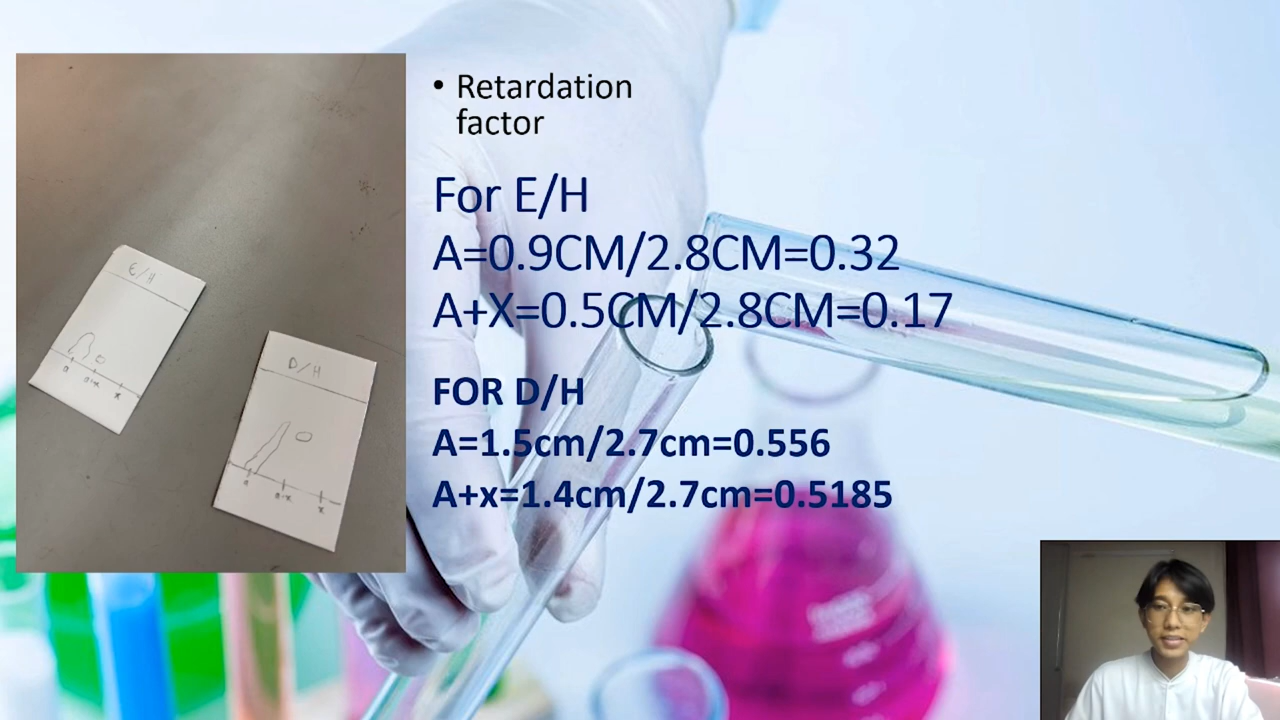 • Retardation
factor
For E/H
A=0.9CM/2.8CM=0.32
A+X=0.5CM/2.8CM=0.17
FOR D/H
A=1.5cm/2.7cm=0.556
A+x=1.4cm/2.7cm=0.5185
E/H
a
a+x
x
D/H
a
a+x
x